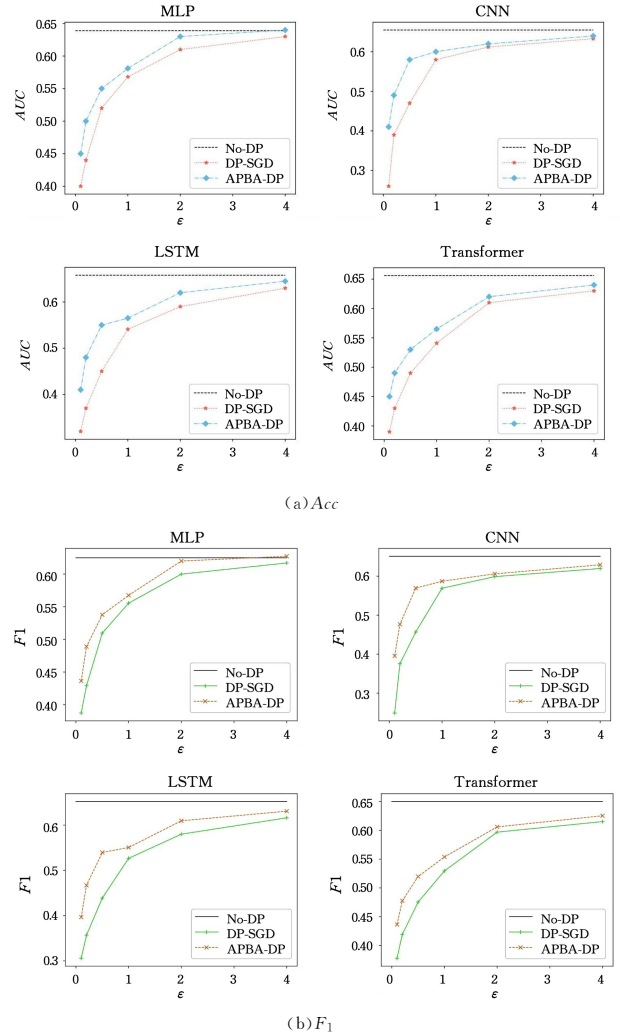 MLP
CNN
0.65
0.60
0.55
0.50
0.45
0.40
AUC
No-DP
DP-SGD
APBA-DP
0 1 2 3 4
ε
0.6
0.5
0.4
0.3
AUC
No-DP
DP-SGD
APBA-DP
0 1 2 3 4
ε
LSTM
Transformer
0.6
0.5
0.4
AUC
No-DP
DP-SGD
APBA-DP
0 1 2 3 4
ε
0.65
0.60
0.55
0.50
0.45
0.40
AUC
No-DP
DP-SGD
APBA-DP
0 1 2 3 4
ε
(a) Acc
MLP
CNN
0.60
0.55
0.50
0.45
0.40
F1
No-DP
DP-SGD
APBA-DP
0 1 2 3 4
ε
0.6
0.5
0.4
0.3
F1
No-DP
DP-SGD
APBA-DP
0 1 2 3 4
ε
LSTM
Transformer
0.6
0.5
0.4
0.3
F1
No-DP
DP-SGD
APBA-DP
0 1 2 3 4
ε
0.65
0.60
0.55
0.50
0.45
0.40
F1
No-DP
DP-SGD
APBA-DP
0 1 2 3 4
ε
(b) F1